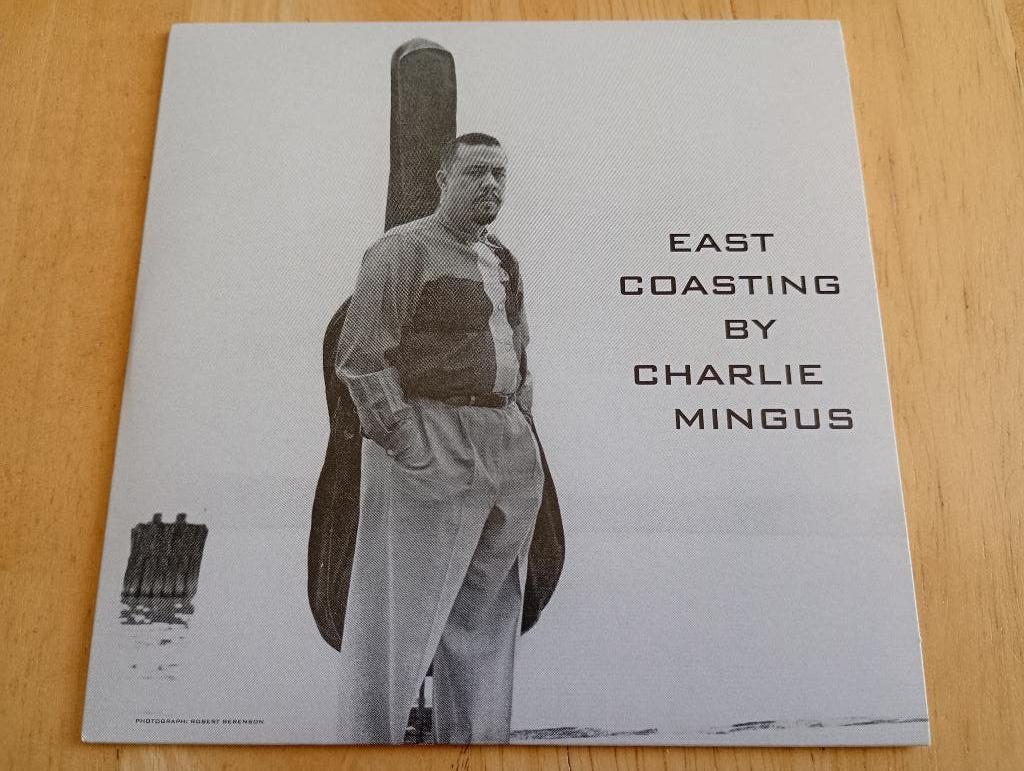 EAST
COASTING
BY
CHARLIE
MINGUS
PHOTOGRAPH: ROBERT BERENSON